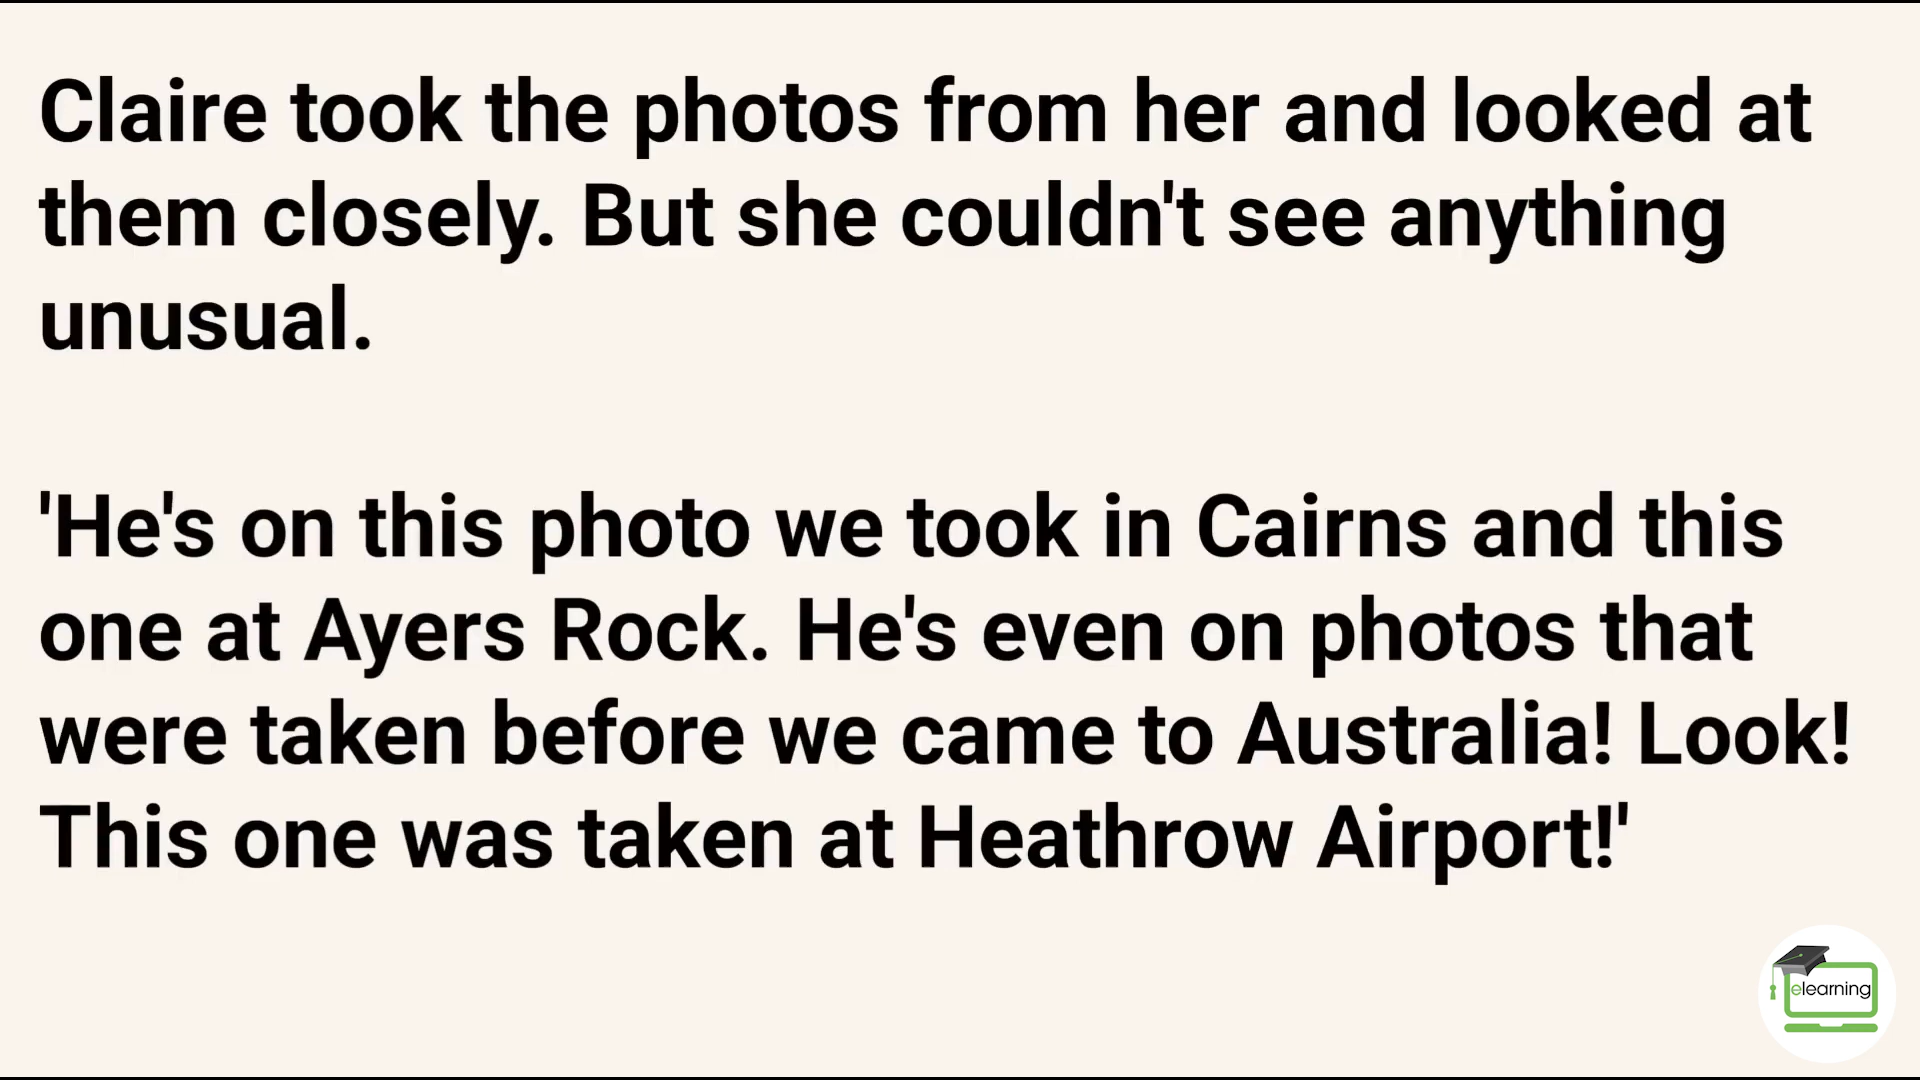 Claire took the photos from her and looked at
them closely. But she couldn't see anything
unusual.
'He's on this photo we took in Cairns and this
one at Ayers Rock. He's even on photos that
were taken before we came to Australia! Look!
This one was taken at Heathrow Airport!'
elearning